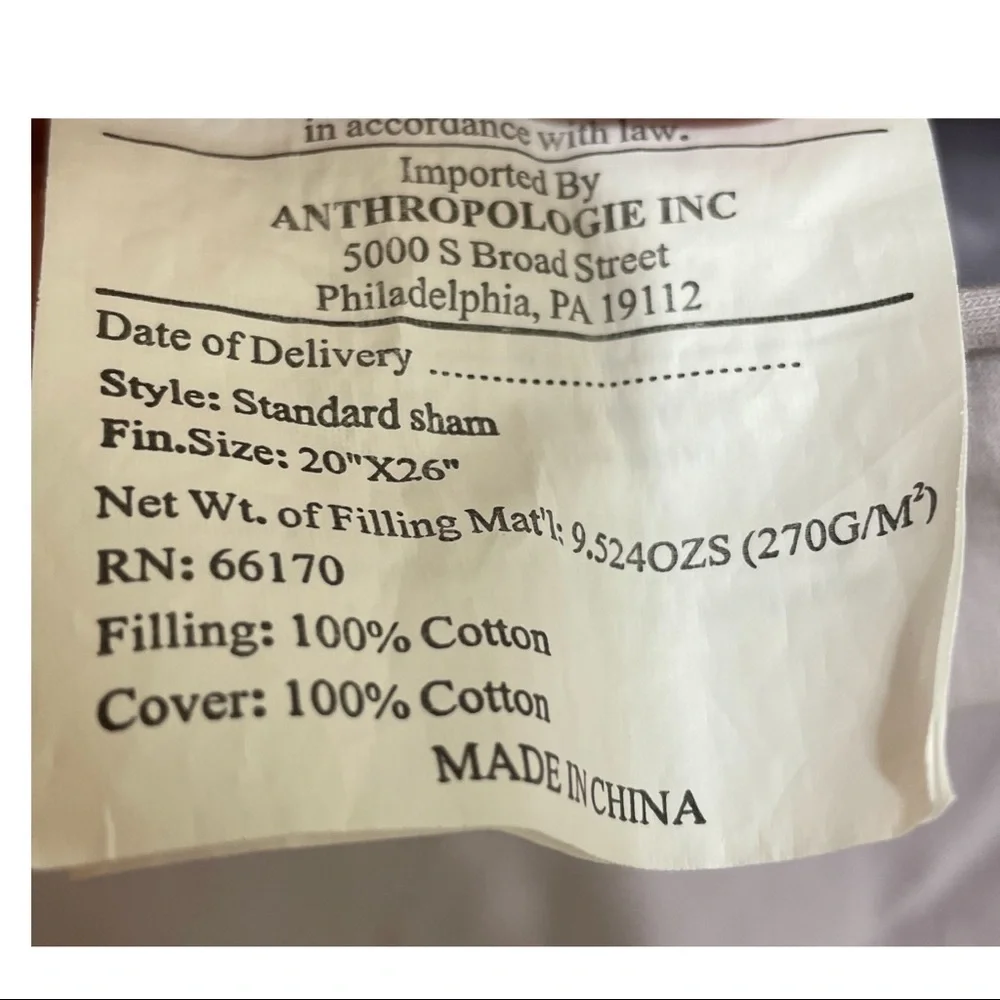 in accordance with law.
Imported By
ANTHROPOLOGIE INC
5000 S Broad Street
Philadelphia, PA 19112
Date of Delivery ..............................
Style: Standard sham
Fin.Size: 20"X26"
Net Wt. of Filling Mat'l: 9.524OZS (270G/M²)
RN: 66170
Filling: 100% Cotton
Cover: 100% Cotton
MADE IN CHINA